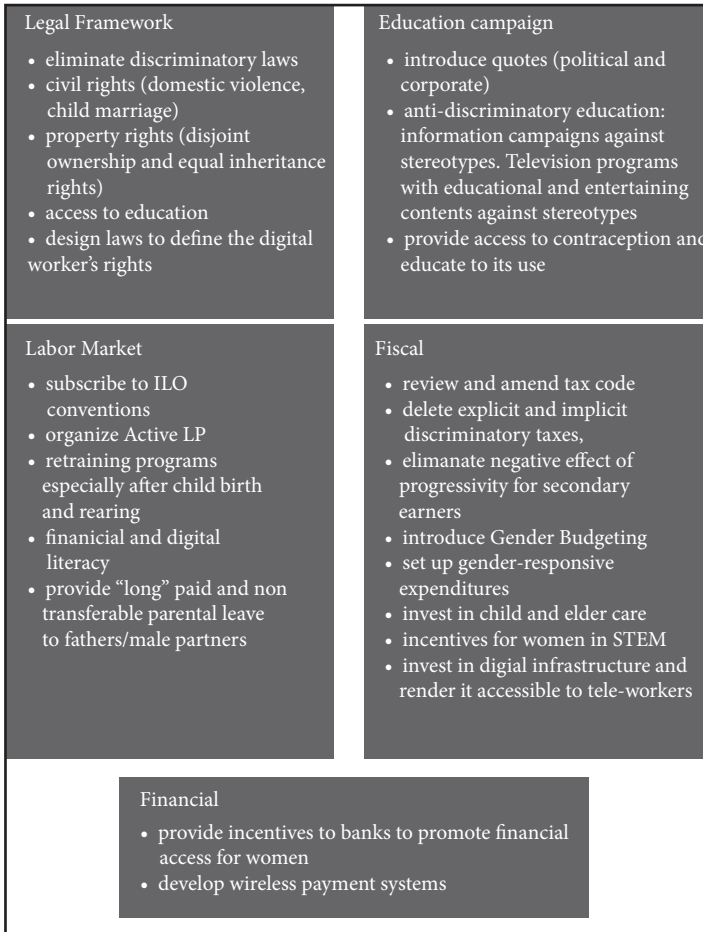 Legal Framework
• eliminate discriminatory laws
• civil rights (domestic violence,
child marriage)
• property rights (disjoint
ownership and equal inheritance
rights)
• access to education
• design laws to define the digital
worker's rights
Education campaign
• introduce quotes (political and
corporate)
• anti-discriminatory education:
information campaigns against
stereotypes. Television programs
with educational and entertaining
contents against stereotypes
• provide access to contraception and
educate to its use
Labor Market
• subscribe to ILO
conventions
• organize Active LP
• retraining programs
especially after child birth
and rearing
• finanicial and digital
literacy
• provide “long” paid and non
transferable parental leave
to fathers/male partners
Fiscal
• review and amend tax code
• delete explicit and implicit
discriminatory taxes,
• elimanate negative effect of
progressivity for secondary
earners
• introduce Gender Budgeting
• set up gender-responsive
expenditures
• invest in child and elder care
• incentives for women in STEM
• invest in digial infrastructure and
render it accessible to tele-workers
Financial
• provide incentives to banks to promote financial
access for women
• develop wireless payment systems